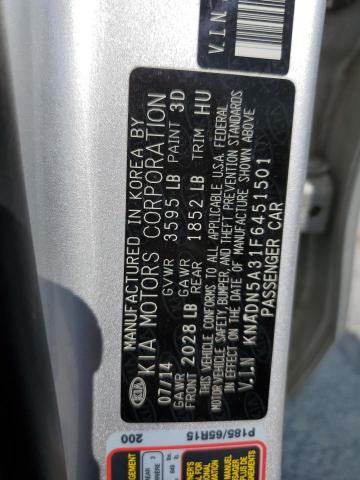 V.I.N
KIA
MANUFACTURED IN KOREA BY
KIA MOTORS CORPORATION
07/14 GVWR 3595 LB PAINT 3D
GAWR GAWR
FRONT 2028 LB REAR 1852 LB TRIM HU
THIS VEHICLE CONFORMS TO ALL APPLICABLE U.S.A. FEDERAL
MOTOR VEHICLE SAFETY, BUMPER, AND THEFT PREVENTION STANDARDS
IN EFFECT ON THE DATE OF MANUFACTURE SHOWN ABOVE
V.I.N KNADN5A31F6451501
PASSENGER CAR
200 P185/65R15
MANUEL